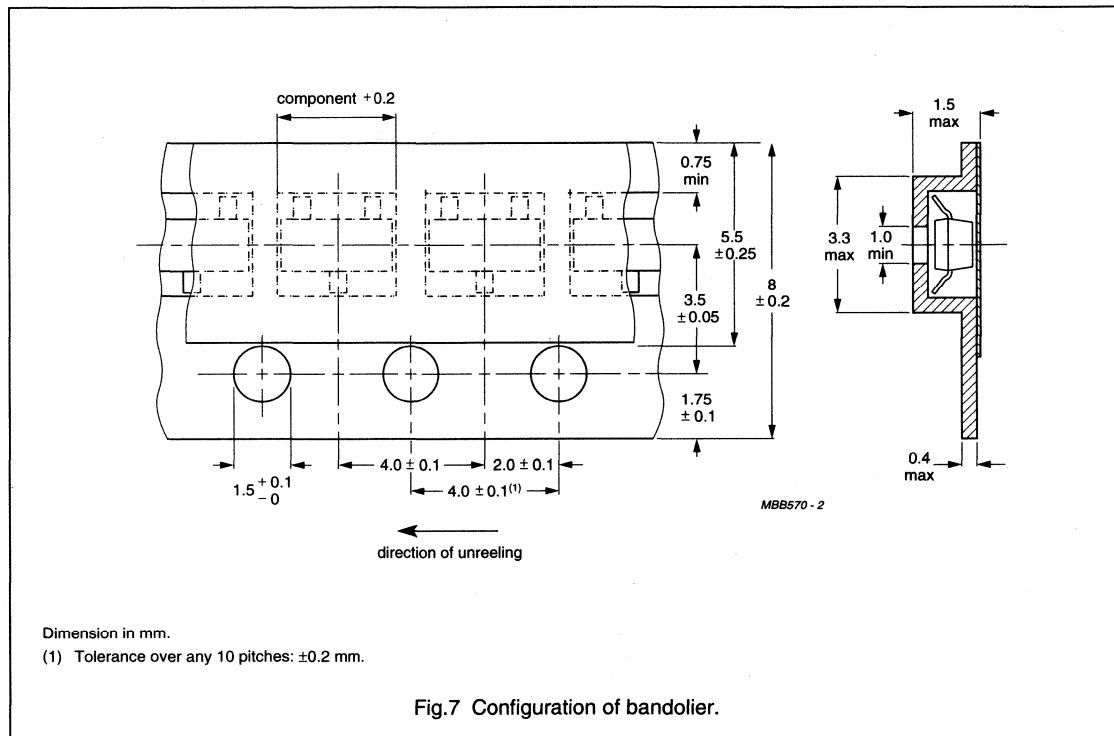 component +0.2
1.5
max
0.75
min
5.5
±0.25
3.3
max
1.0
min
8
±0.2
3.5
±0.05
1.75
± 0.1
4.0 ± 0.1
2.0 ± 0.1
0.4
max
1.5 +0.1
−0
4.0 ± 0.1(1)
MBB570 - 2
direction of unreeling
Dimension in mm.
(1) Tolerance over any 10 pitches: ±0.2 mm.
Fig.7 Configuration of bandolier.